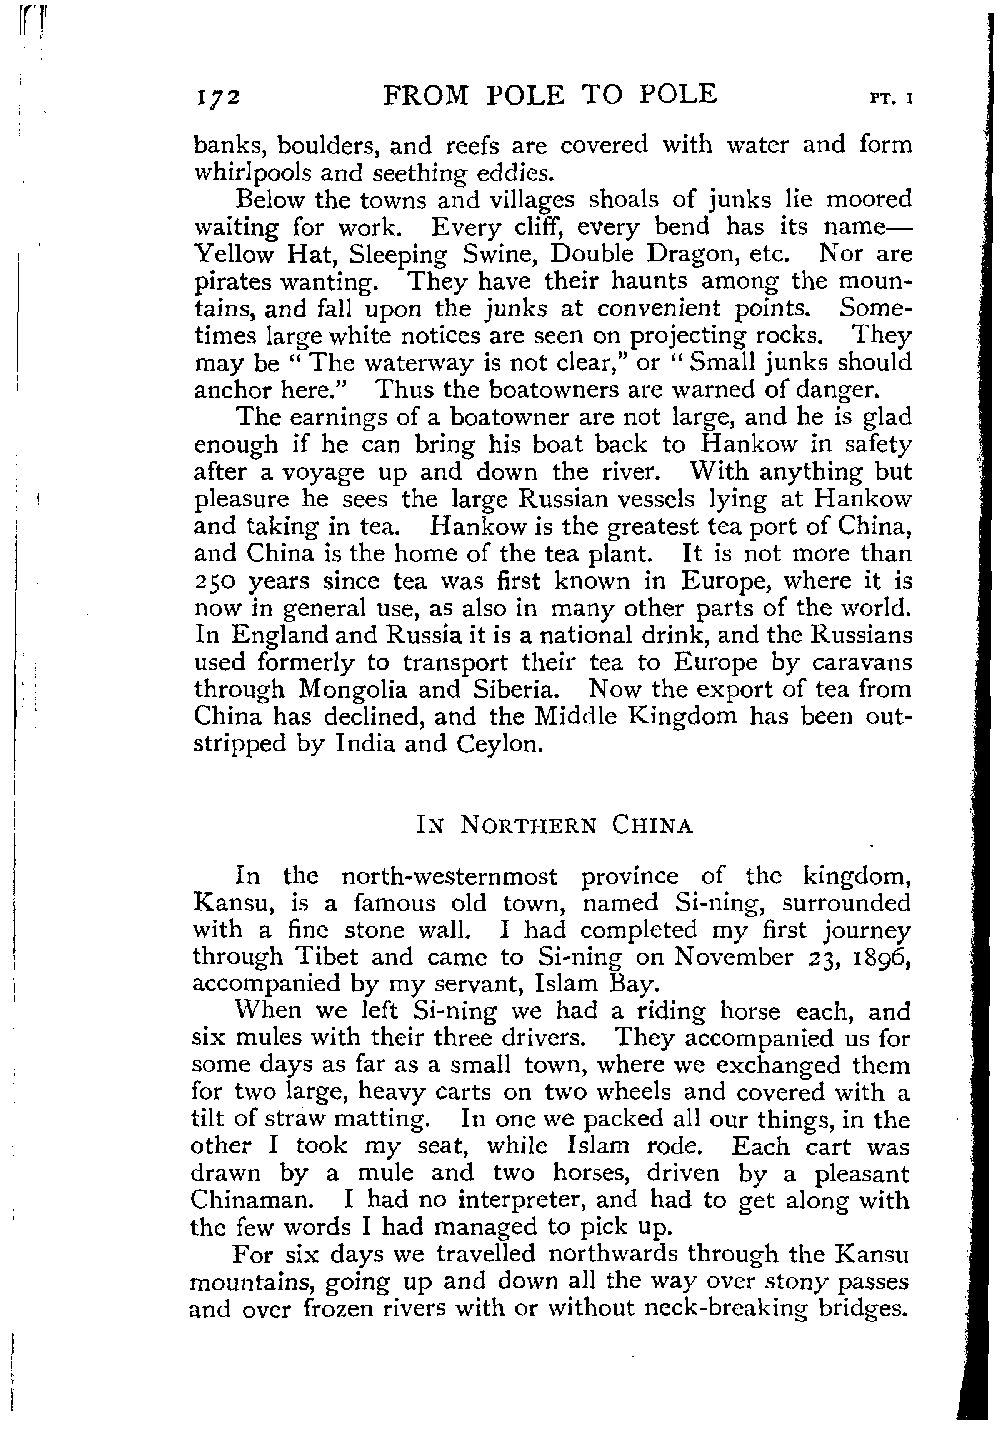 172 FROM POLE TO POLE PT. I
banks, boulders, and reefs are covered with water and form
whirlpools and seething eddies.
Below the towns and villages shoals of junks lie moored
waiting for work. Every cliff, every bend has its name—
Yellow Hat, Sleeping Swine, Double Dragon, etc. Nor are
pirates wanting. They have their haunts among the moun-
tains, and fall upon the junks at convenient points. Some-
times large white notices are seen on projecting rocks. They
may be “ The waterway is not clear,” or “ Small junks should
anchor here.” Thus the boatowners are warned of danger.
The earnings of a boatowner are not large, and he is glad
enough if he can bring his boat back to Hankow in safety
after a voyage up and down the river. With anything but
pleasure he sees the large Russian vessels lying at Hankow
and taking in tea. Hankow is the greatest tea port of China,
and China is the home of the tea plant. It is not more than
250 years since tea was first known in Europe, where it is
now in general use, as also in many other parts of the world.
In England and Russia it is a national drink, and the Russians
used formerly to transport their tea to Europe by caravans
through Mongolia and Siberia. Now the export of tea from
China has declined, and the Middle Kingdom has been out-
stripped by India and Ceylon.
IN NORTHERN CHINA
In the north-westernmost province of the kingdom,
Kansu, is a famous old town, named Si-ning, surrounded
with a fine stone wall. I had completed my first journey
through Tibet and came to Si-ning on November 23, 1896,
accompanied by my servant, Islam Bay.
When we left Si-ning we had a riding horse each, and
six mules with their three drivers. They accompanied us for
some days as far as a small town, where we exchanged them
for two large, heavy carts on two wheels and covered with a
tilt of straw matting. In one we packed all our things, in the
other I took my seat, while Islam rode. Each cart was
drawn by a mule and two horses, driven by a pleasant
Chinaman. I had no interpreter, and had to get along with
the few words I had managed to pick up.
For six days we travelled northwards through the Kansu
mountains, going up and down all the way over stony passes
and over frozen rivers with or without neck-breaking bridges.